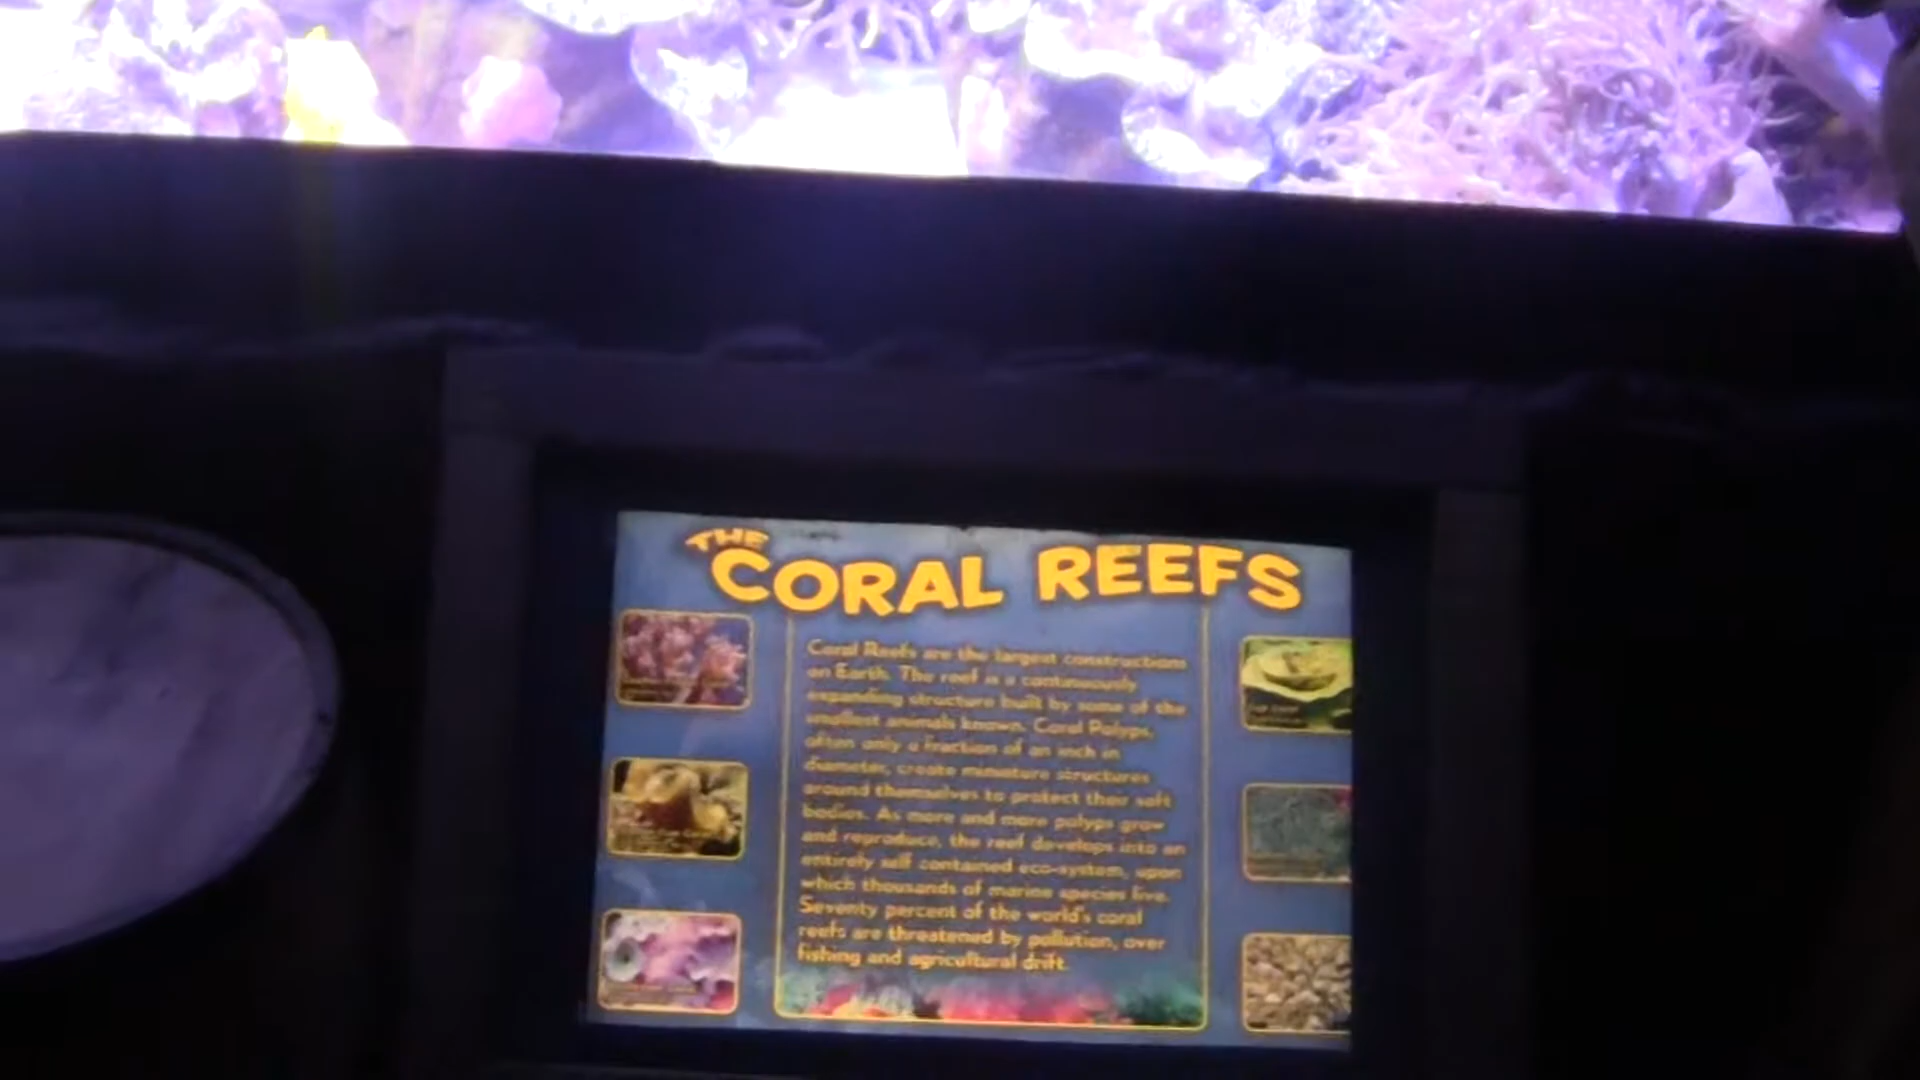 THE
CORAL REEFS
Coral Reefs are the largest constructions
on Earth. The reef is a continuously
expanding structure built by some of the
smallest animals known. Coral Polyps,
often only a fraction of an inch in
diameter, create miniature structures
around themselves to protect their soft
bodies. As more and more polyps grow
and reproduce, the reef develops into an
entirely self contained eco-system, upon
which thousands of marine species live.
Seventy percent of the world's coral
reefs are threatened by pollution, over
fishing and agricultural drift.